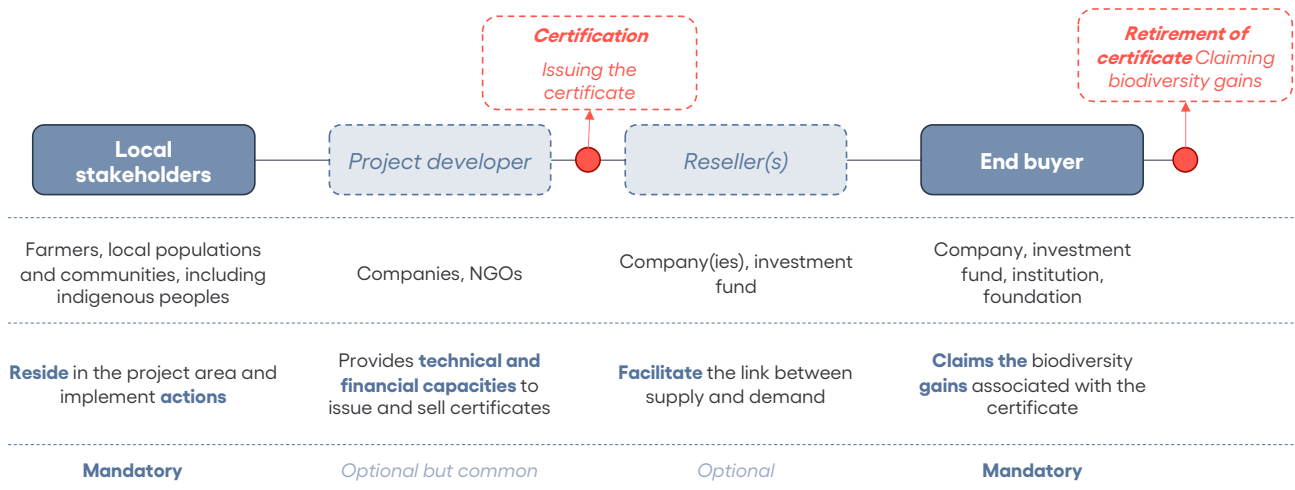 Certification
Issuing the
certificate
Retirement of
certificate Claiming
biodiversity gains
Local
stakeholders
Project developer
Reseller(s)
End buyer
Farmers, local populations
and communities, including
indigenous peoples
Companies, NGOs
Company(ies), investment
fund
Company, investment
fund, institution,
foundation
Reside in the project area and
implement actions
Provides technical and
financial capacities to
issue and sell certificates
Facilitate the link between
supply and demand
Claims the biodiversity
gains associated with the
certificate
Mandatory
Optional but common
Optional
Mandatory